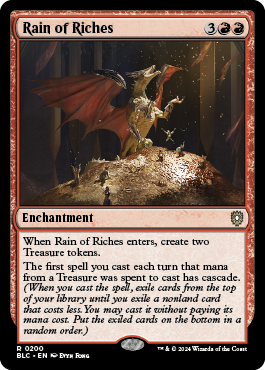 Rain of Riches 3
Enchantment
When Rain of Riches enters, create two
Treasure tokens.
The first spell you cast each turn that mana
from a Treasure was spent to cast has cascade.
(When you cast the spell, exile cards from the top
of your library until you exile a nonland card
that costs less. You may cast it without paying its
mana cost. Put the exiled cards on the bottom in a
random order.)
R 0200
BLC • EN Eytn Fong
™ & © 2024 Wizards of the Coast